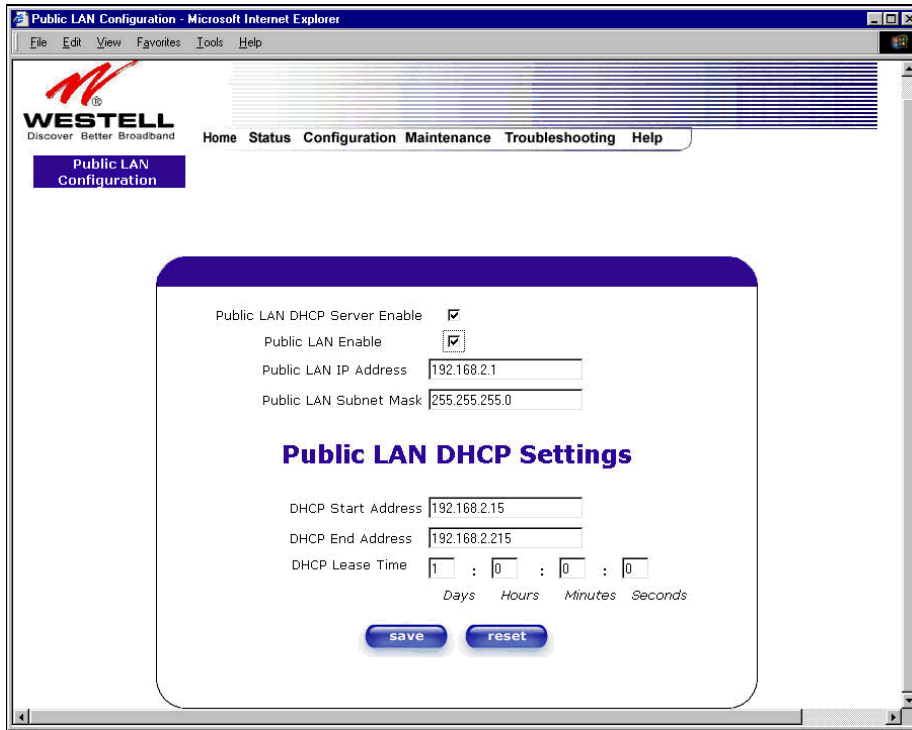 Public LAN Configuration - Microsoft Internet Explorer
File Edit View Favorites Tools Help
®
WESTELL
Discover Better Broadband
Home Status Configuration Maintenance Troubleshooting Help
Public LAN
Configuration
Public LAN DHCP Server Enable
Public LAN Enable
Public LAN IP Address 192.168.2.1
Public LAN Subnet Mask 255.255.255.0
Public LAN DHCP Settings
DHCP Start Address 192.168.2.15
DHCP End Address 192.168.2.215
DHCP Lease Time 1 : 0 : 0 : 0
Days Hours Minutes Seconds
save reset